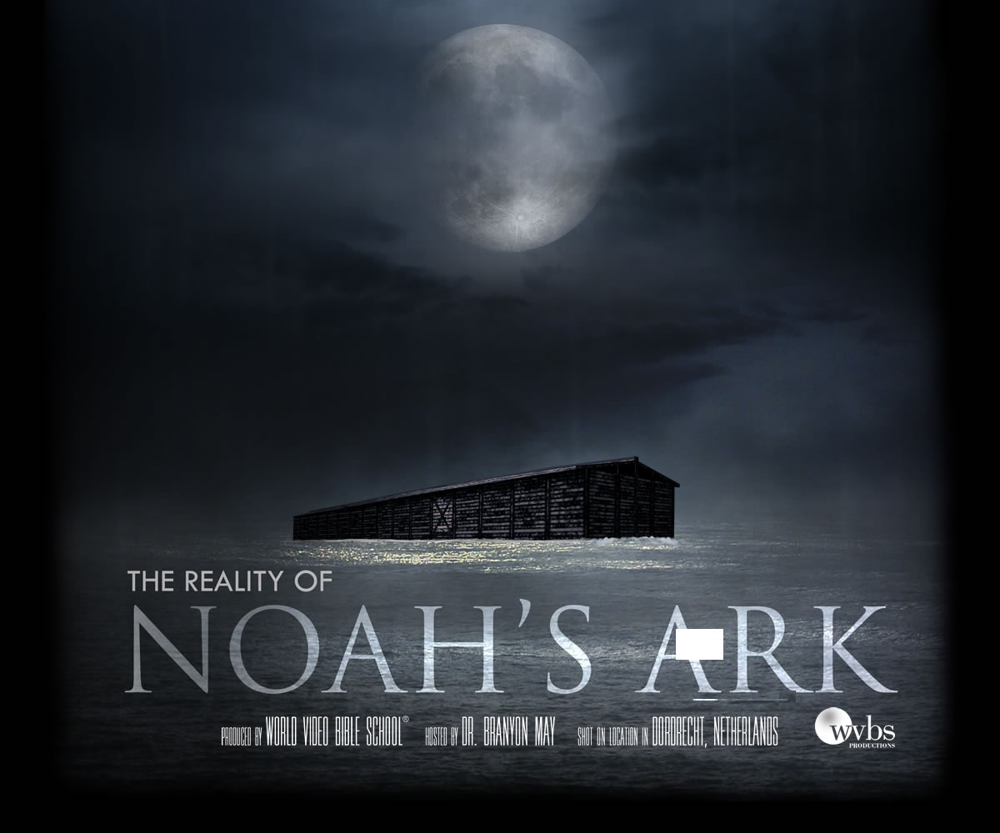 THE REALITY OF
NOAH'S ARK
PRODUCED BY WORLD VIDEO BIBLE SCHOOL® HOSTED BY DR. BRANYON MAY SHOT ON LOCATION IN DORDRECHT, NETHERLANDS
wvbs
PRODUCTIONS